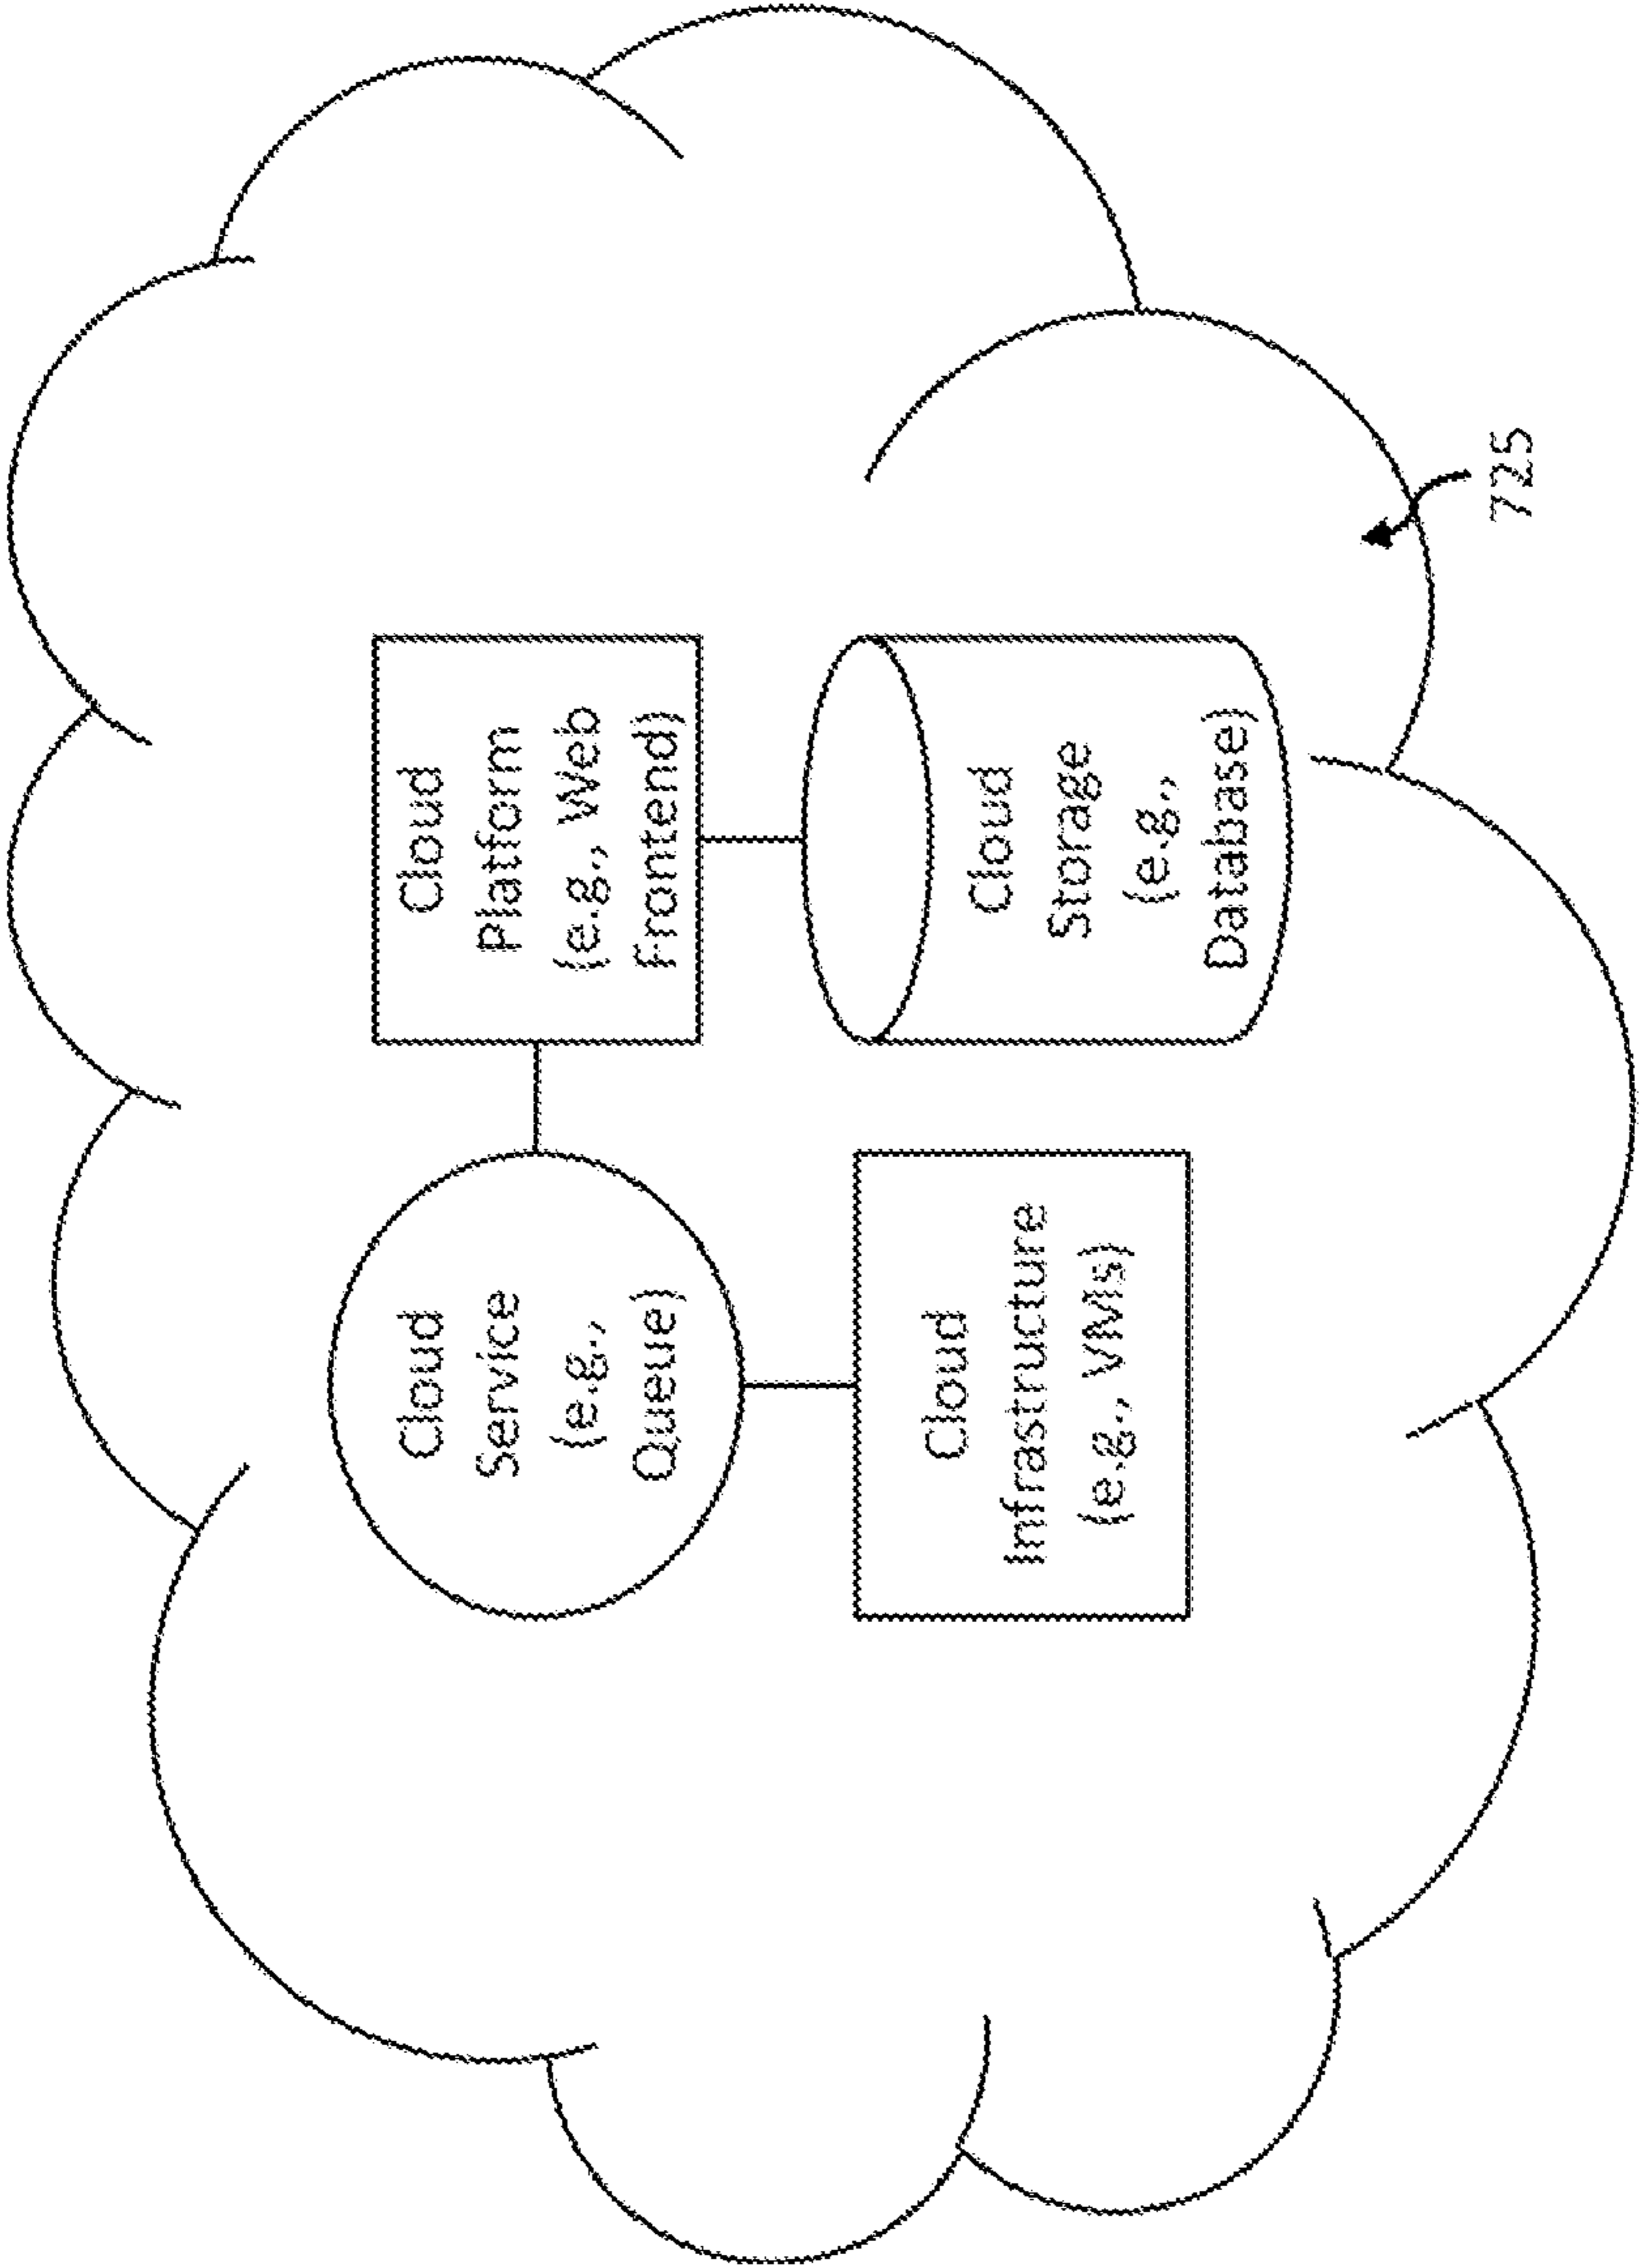 Cloud
Service
(e.g.,
Queue)
Cloud
Platform
(e.g., Web
Frontend)
Cloud
Infrastructure
(e.g., VMs)
Cloud
Storage
(e.g.,
Database)
725